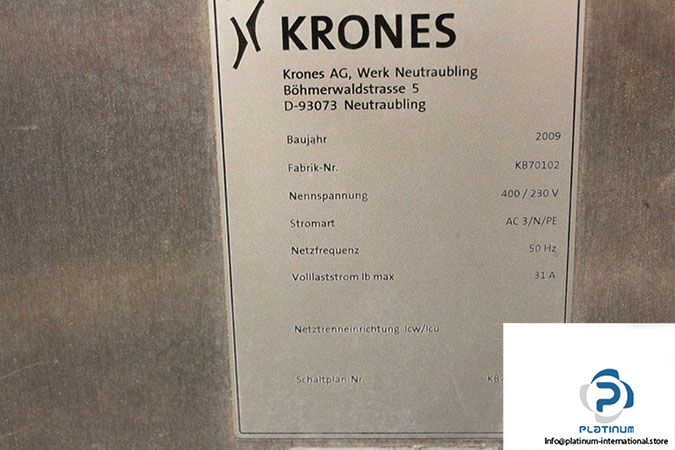 KRONES
Krones AG, Werk Neutraubling
Böhmerwaldstrasse 5
D-93073 Neutraubling
Baujahr 2009
Fabrik-Nr. KB70102
Nennspannung 400 / 230 V
Stromart AC 3/N/PE
Netzfrequenz 50 Hz
Volllaststrom Ib max 31 A
Netztrenneinrichtung Icw/Icu
Schaltplan Nr.
PLATINUM
Info@platinum-international.store